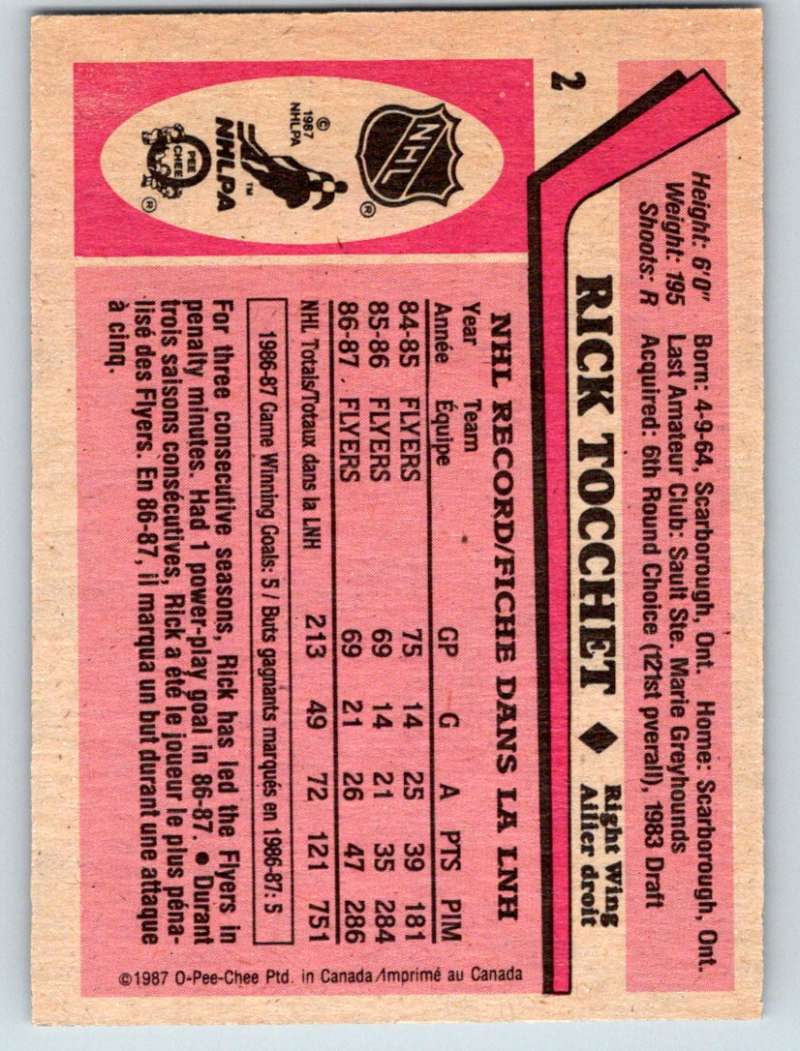 2
Height: 6'0" Born: 4-9-64, Scarborough, Ont. Home: Scarborough, Ont.
Weight: 195 Last Amateur Club: Sault Ste. Marie Greyhounds
Shoots: R Acquired: 6th Round Choice (121st pverall), 1983 Draft
RICK TOCCHET ◆ Right Wing
Ailier droit
NHL RECORD/FICHE DANS LA LNH
Year Team
Année Équipe GP G A PTS PIM
84-85 FLYERS 75 14 25 39 181
85-86 FLYERS 69 14 21 35 284
86-87 FLYERS 69 21 26 47 286
NHL Totals/Totaux dans la LNH 213 49 72 121 751
1986-87 Game Winning Goals: 5 / Buts gagnants marqués en 1986-87: 5
For three consecutive seasons, Rick has led the Flyers in
penalty minutes. Had 1 power-play goal in 86-87. ● Durant
trois saisons consécutives, Rick a été le joueur le plus péna-
lisé des Flyers. En 86-87, il marqua un but durant une attaque
à cinq.
NHL ®
© 1987 NHLPA
NHLPA ™
O PEE CHEE ®
©1987 O-Pee-Chee Ptd. in Canada/Imprimé au Canada